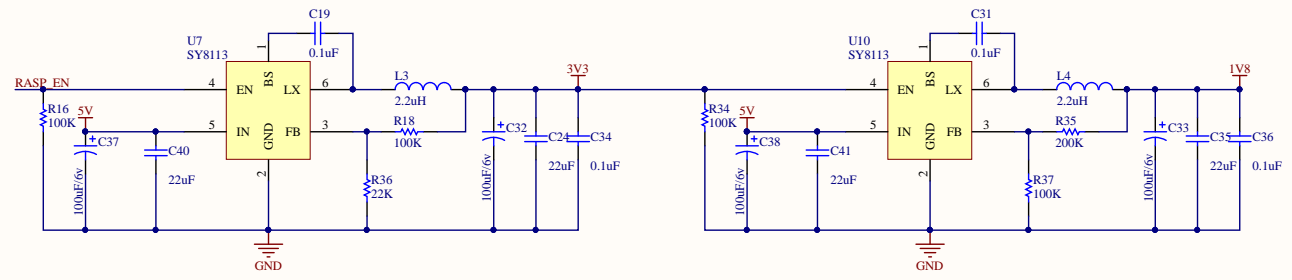 C19
0.1uF
U7
SY8113
1
BS
RASP_EN
4
EN
LX
6
L3
2.2uH
3V3
R16
100K
5V
5
IN
GND
FB
3
R18
100K
C37
100uF/6v
C40
22uF
2
R36
22K
C32
100uF/6v
C24
22uF
C34
0.1uF
GND
C31
0.1uF
U10
SY8113
1
BS
4
EN
LX
6
L4
2.2uH
1V8
R34
100K
5V
5
IN
GND
FB
3
R35
200K
C38
100uF/6v
C41
22uF
2
R37
100K
C33
100uF/6v
C35
22uF
C36
0.1uF
GND